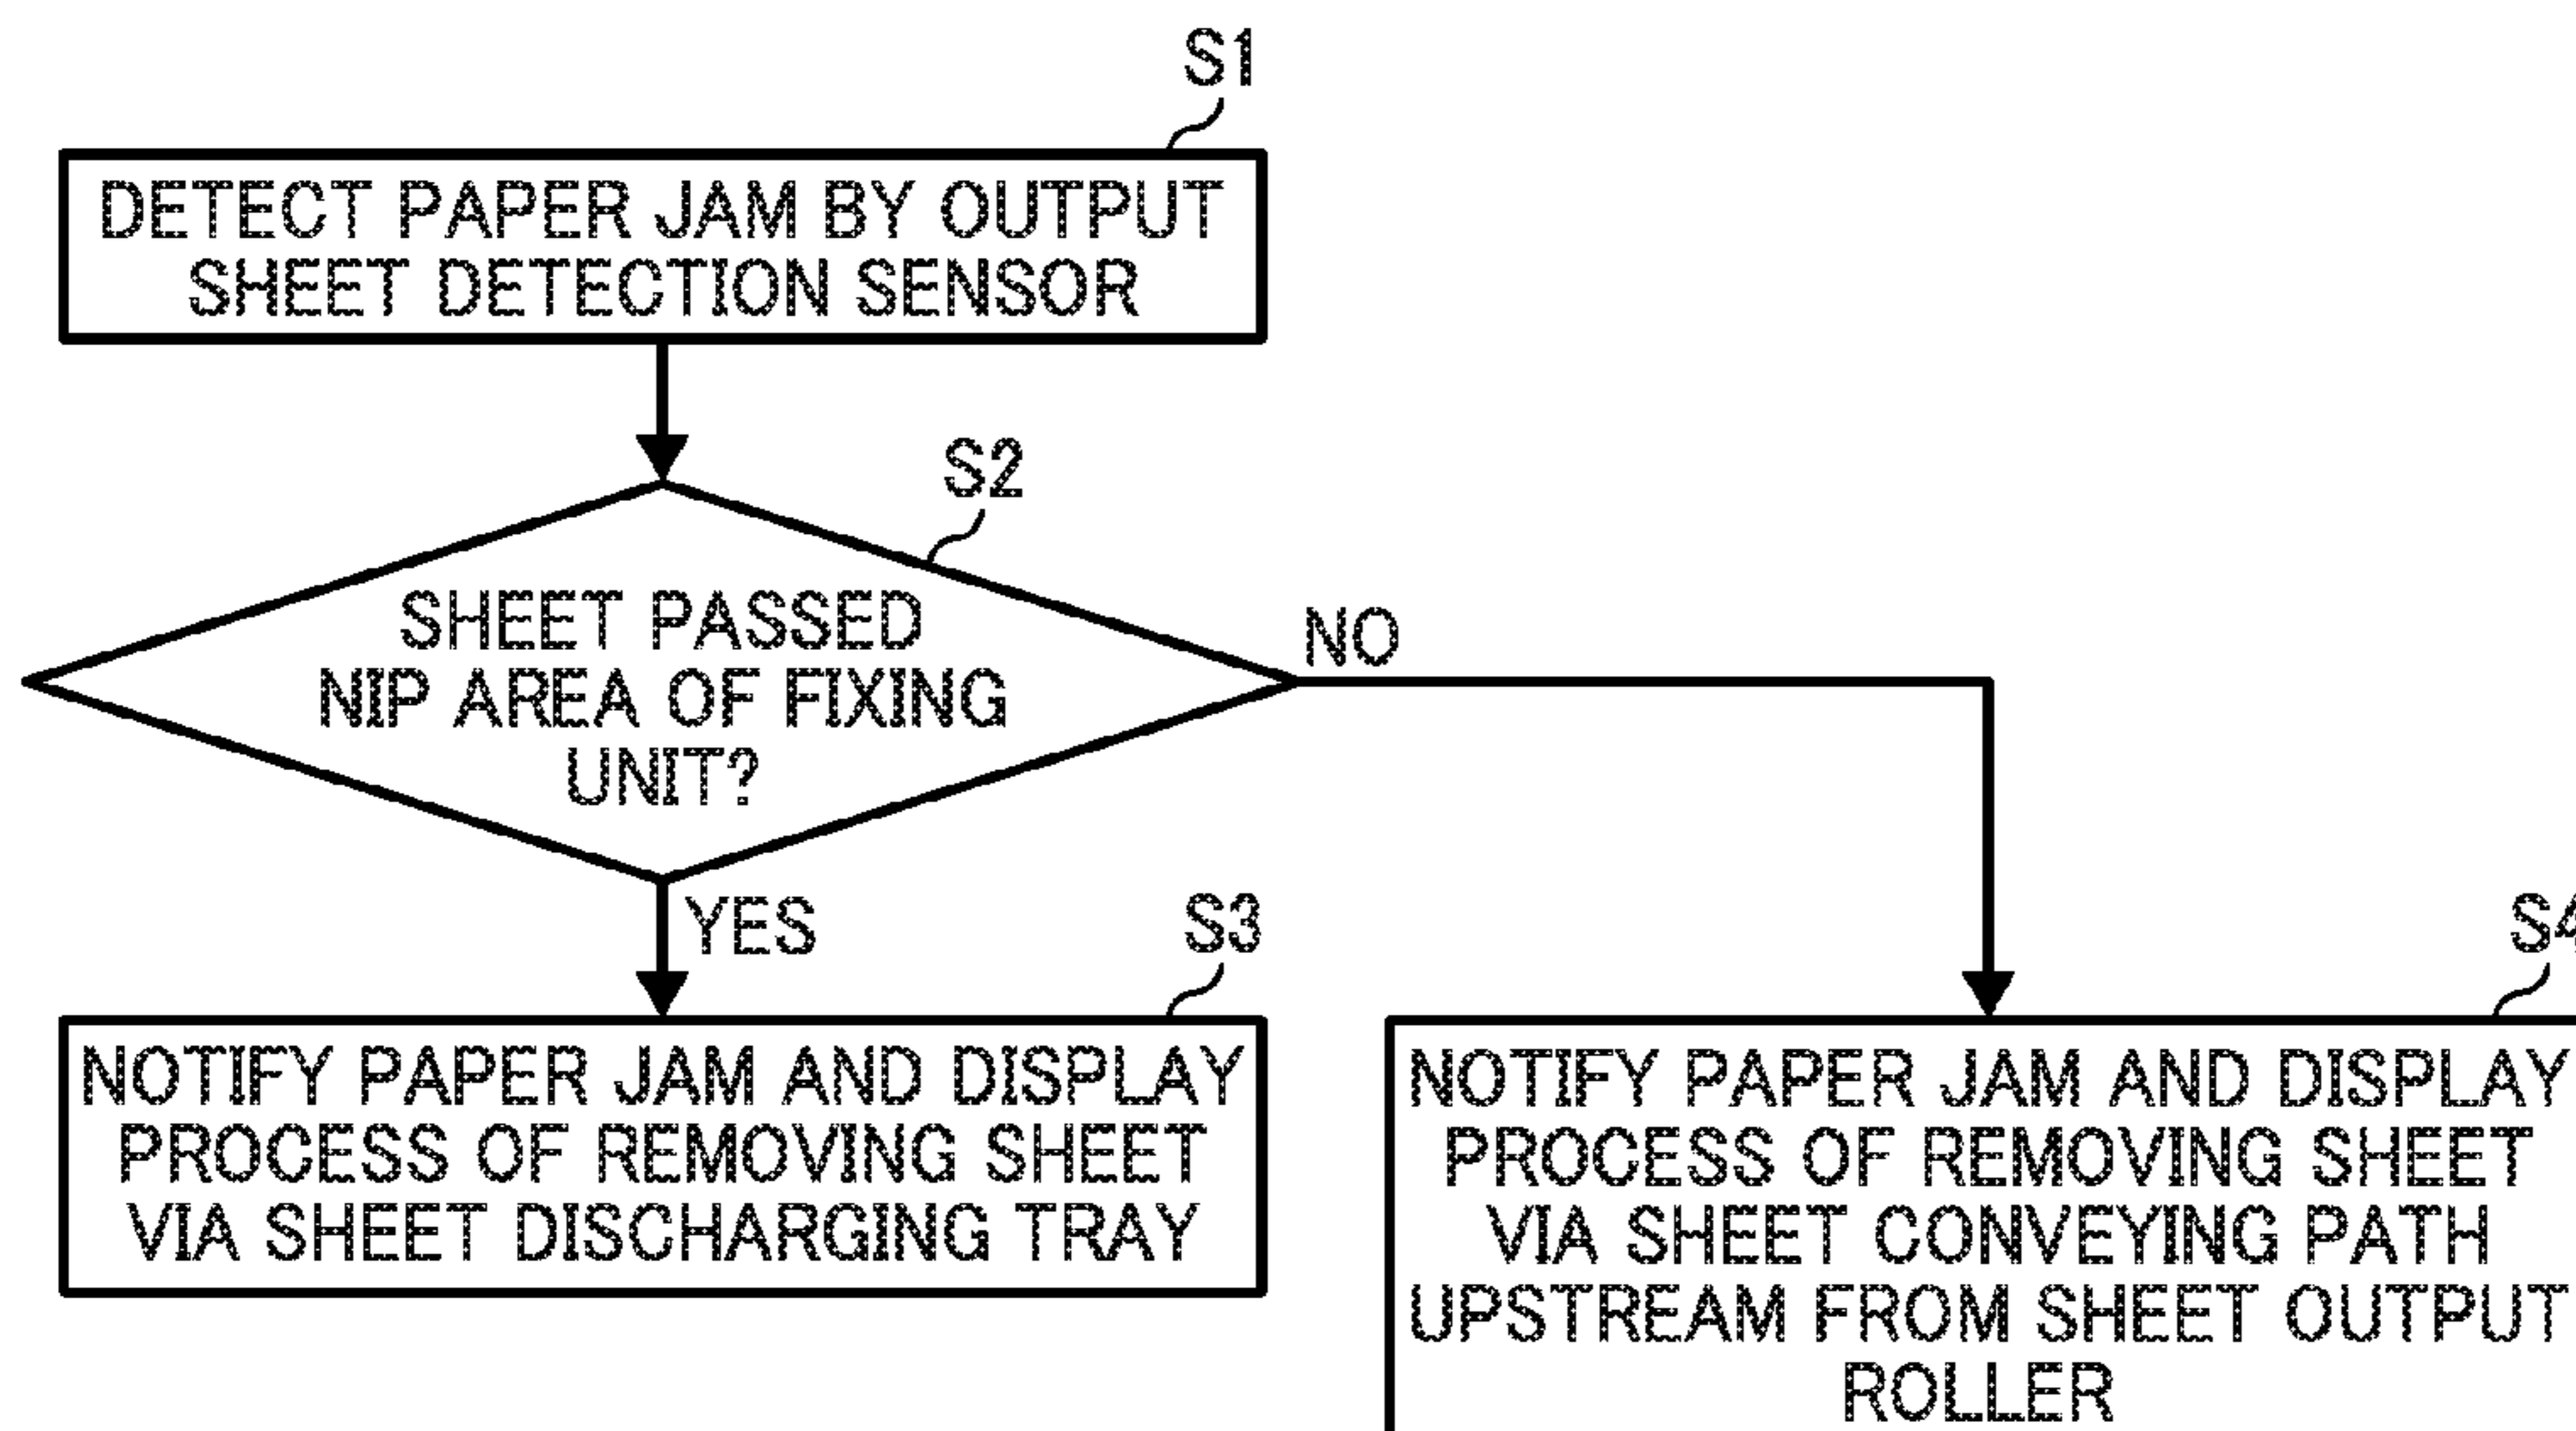 S1
DETECT PAPER JAM BY OUTPUT
SHEET DETECTION SENSOR
S2
SHEET PASSED
NIP AREA OF FIXING
UNIT?
NO
YES
S3
NOTIFY PAPER JAM AND DISPLAY
PROCESS OF REMOVING SHEET
VIA SHEET DISCHARGING TRAY
S4
NOTIFY PAPER JAM AND DISPLAY
PROCESS OF REMOVING SHEET
VIA SHEET CONVEYING PATH
UPSTREAM FROM SHEET OUTPUT
ROLLER